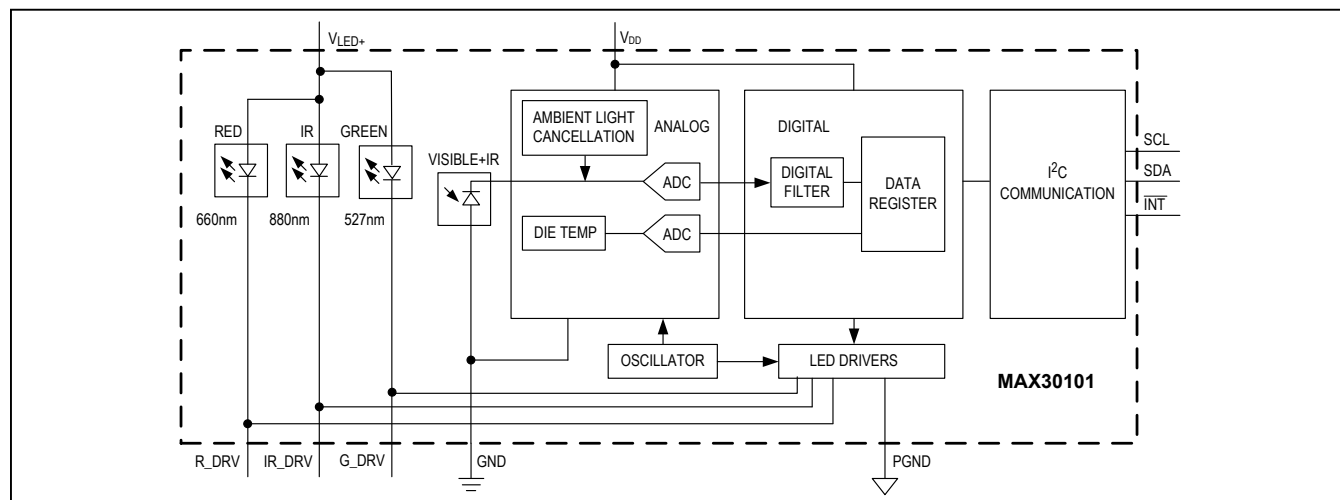 VLED+
VDD
RED
IR
GREEN
660nm
880nm
527nm
VISIBLE+IR
AMBIENT LIGHT
CANCELLATION
ANALOG
ADC
DIE TEMP
ADC
DIGITAL
DIGITAL
FILTER
DATA
REGISTER
I²C
COMMUNICATION
SCL
SDA
INT
OSCILLATOR
LED DRIVERS
MAX30101
R_DRV
IR_DRV
G_DRV
GND
PGND